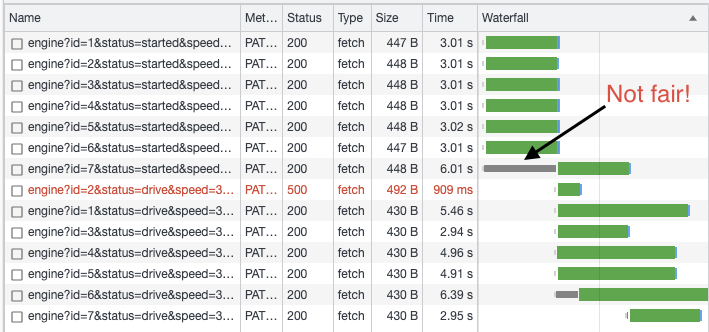 Name Met... Status Type Size Time Waterfall
engine?id=1&status=started&speed... PAT... 200 fetch 447 B 3.01 s
engine?id=2&status=started&speed... PAT... 200 fetch 448 B 3.01 s
engine?id=3&status=started&speed... PAT... 200 fetch 448 B 3.01 s
engine?id=4&status=started&speed... PAT... 200 fetch 448 B 3.01 s
Not fair!
engine?id=5&status=started&speed... PAT... 200 fetch 448 B 3.02 s
engine?id=6&status=started&speed... PAT... 200 fetch 447 B 3.01 s
engine?id=7&status=started&speed... PAT... 200 fetch 448 B 6.01 s
engine?id=2&status=drive&speed=3... PAT... 500 fetch 492 B 909 ms
engine?id=1&status=drive&speed=3... PAT... 200 fetch 430 B 5.46 s
engine?id=3&status=drive&speed=3... PAT... 200 fetch 430 B 2.94 s
engine?id=4&status=drive&speed=3... PAT... 200 fetch 430 B 4.96 s
engine?id=5&status=drive&speed=3... PAT... 200 fetch 430 B 4.91 s
engine?id=6&status=drive&speed=3... PAT... 200 fetch 430 B 6.39 s
engine?id=7&status=drive&speed=3... PAT... 200 fetch 430 B 2.95 s